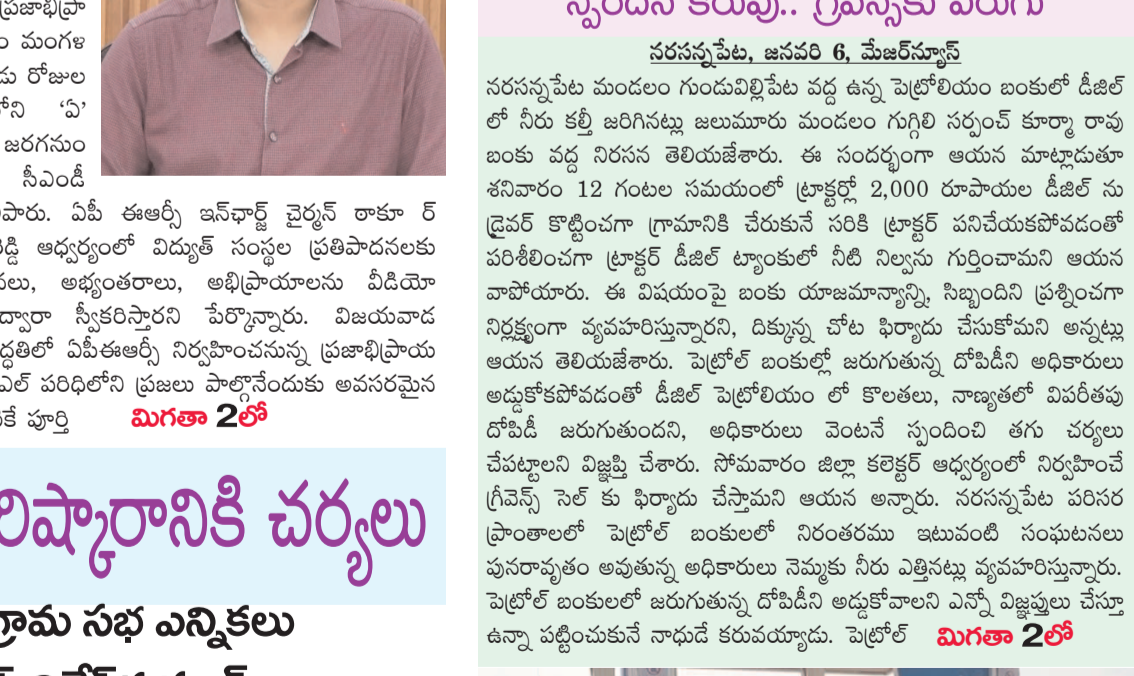 మంగళ
రోజుల
'ఏ'
జరగనుం
సీఎండీ
ఏపీ ఈఆర్సీ ఇన్‌ఛార్జ్ చైర్మన్ ఠాకూర్
ఆధ్వర్యంలో విద్యుత్ సంస్థల ప్రతిపాదనలకు
అభ్యంతరాలు, అభిప్రాయాలను వీడియో
ద్వారా స్వీకరిస్తారని పేర్కొన్నారు. విజయవాడ
ఏపీఈఆర్సీ నిర్వహించనున్న ప్రజాభిప్రాయ
పరిధిలోని ప్రజలు పాల్గొనేందుకు అవసరమైన
పూర్తి మిగతా 2లో
రిష్కారానికి చర్యలు
గ్రామ సభ ఎన్నికలు
స్పందన కరువు.. గ్రీవెన్స్‌కు పరుగు
నరసన్నపేట, జనవరి 6, మేజర్‌న్యూస్
నరసన్నపేట మండలం గుండువిల్లిపేట వద్ద ఉన్న పెట్రోలియం బంకులో డీజిల్
లో నీరు కల్తీ జరిగినట్లు జలుమూరు మండలం గుగ్గిలి సర్పంచ్ కూర్మా రావు
బంకు వద్ద నిరసన తెలియజేశారు. ఈ సందర్భంగా ఆయన మాట్లాడుతూ
శనివారం 12 గంటల సమయంలో ట్రాక్టర్లో 2,000 రూపాయల డీజిల్ ను
డ్రైవర్ కొట్టించగా గ్రామానికి చేరుకునే సరికి ట్రాక్టర్ పనిచేయకపోవడంతో
పరిశీలించగా ట్రాక్టర్ డీజిల్ ట్యాంకులో నీటి నిల్వను గుర్తించామని ఆయన
వాపోయారు. ఈ విషయంపై బంకు యాజమాన్యాన్ని, సిబ్బందిని ప్రశ్నించగా
నిర్లక్ష్యంగా వ్యవహరిస్తున్నారని, దిక్కున్న చోట ఫిర్యాదు చేసుకోమని అన్నట్లు
ఆయన తెలియజేశారు. పెట్రోల్ బంకుల్లో జరుగుతున్న దోపిడీని అధికారులు
అడ్డుకోకపోవడంతో డీజిల్ పెట్రోలియం లో కొలతలు, నాణ్యతలో విపరీతపు
దోపిడీ జరుగుతుందని, అధికారులు వెంటనే స్పందించి తగు చర్యలు
చేపట్టాలని విజ్ఞప్తి చేశారు. సోమవారం జిల్లా కలెక్టర్ ఆధ్వర్యంలో నిర్వహించే
గ్రీవెన్స్ సెల్ కు ఫిర్యాదు చేస్తామని ఆయన అన్నారు. నరసన్నపేట పరిసర
ప్రాంతాలలో పెట్రోల్ బంకులలో నిరంతరము ఇటువంటి సంఘటనలు
పునరావృతం అవుతున్న అధికారులు నెమ్మకు నీరు ఎత్తినట్లు వ్యవహరిస్తున్నారు.
పెట్రోల్ బంకులలో జరుగుతున్న దోపిడీని అడ్డుకోవాలని ఎన్నో విజ్ఞప్తులు చేస్తూ
ఉన్నా పట్టించుకునే నాధుడే కరువయ్యాడు. పెట్రోల్ మిగతా 2లో